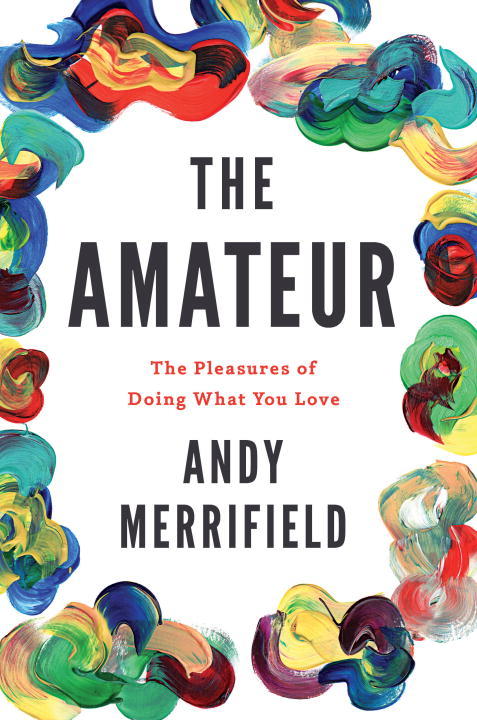 THE
AMATEUR
The Pleasures of
Doing What You Love
ANDY
MERRIFIELD